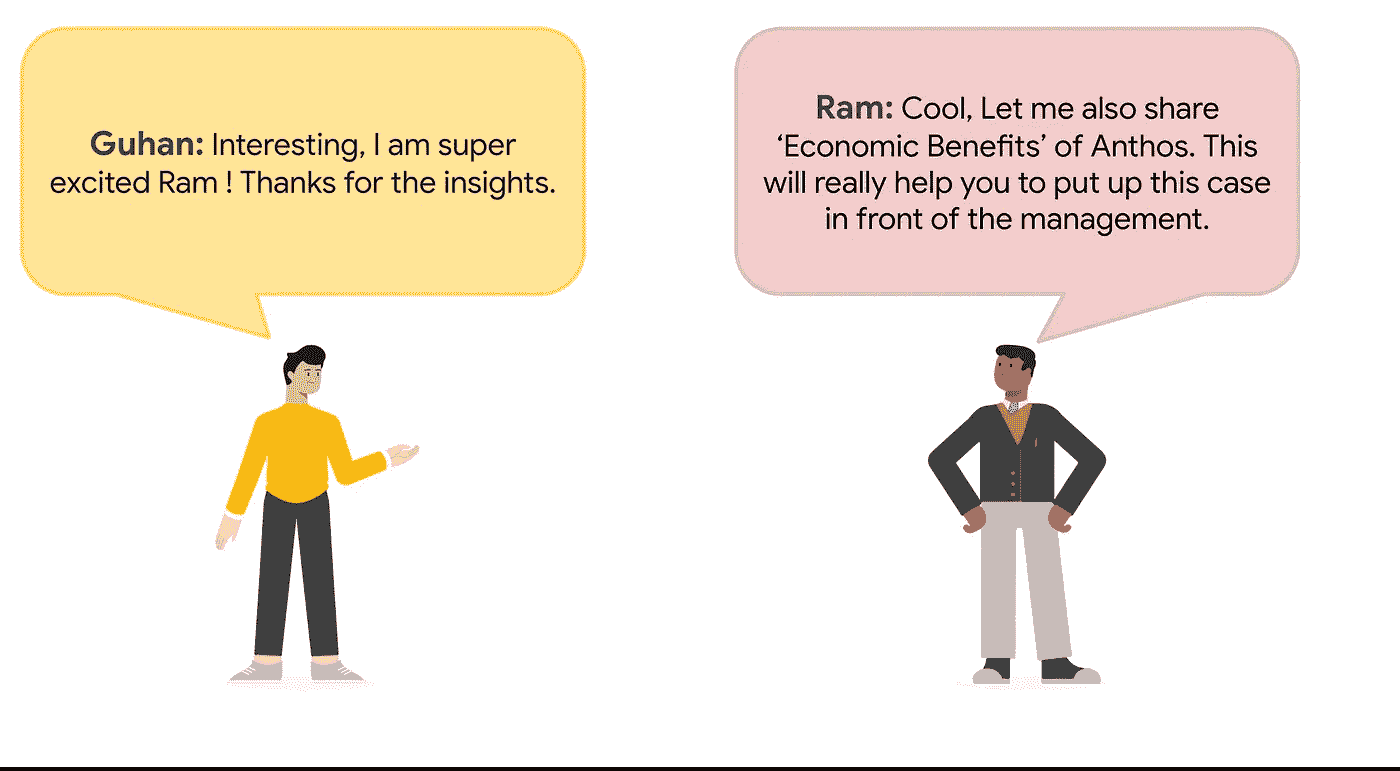 Guhan: Interesting, I am super
excited Ram ! Thanks for the insights.
Ram: Cool, Let me also share
‘Economic Benefits’ of Anthos. This
will really help you to put up this case
in front of the management.